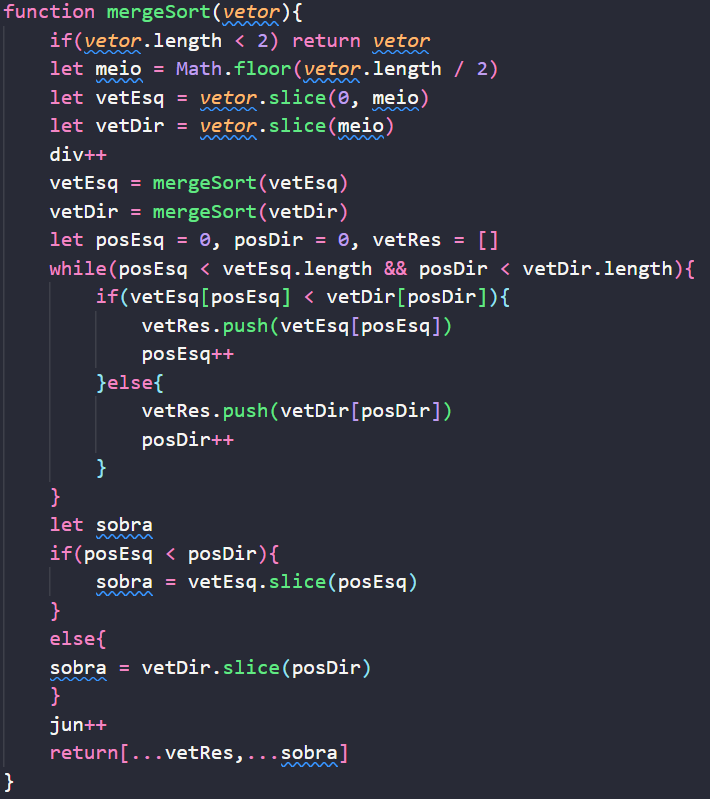 function mergeSort(vetor){
    if(vetor.length < 2) return vetor
    let meio = Math.floor(vetor.length / 2)
    let vetEsq = vetor.slice(0, meio)
    let vetDir = vetor.slice(meio)
    div++
    vetEsq = mergeSort(vetEsq)
    vetDir = mergeSort(vetDir)
    let posEsq = 0, posDir = 0, vetRes = []
    while(posEsq < vetEsq.length && posDir < vetDir.length){
        if(vetEsq[posEsq] < vetDir[posDir]){
            vetRes.push(vetEsq[posEsq])
            posEsq++
        }else{
            vetRes.push(vetDir[posDir])
            posDir++
        }
    }
    let sobra
    if(posEsq < posDir){
        sobra = vetEsq.slice(posEsq)
    }
    else{
    sobra = vetDir.slice(posDir)
    }
    jun++
    return[...vetRes,...sobra]
}